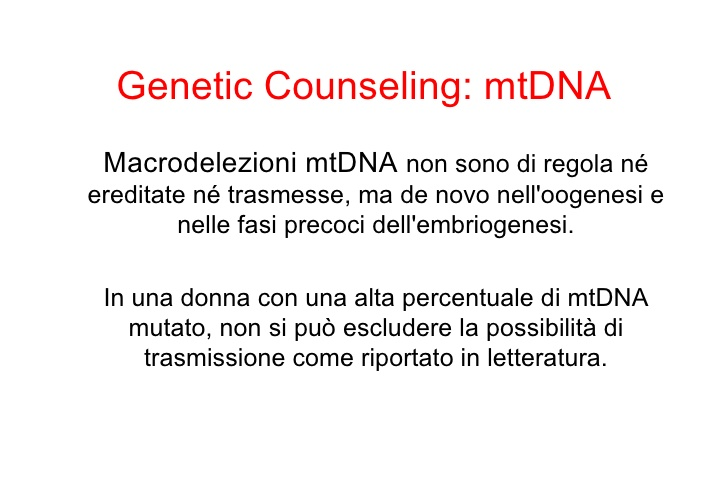 Genetic Counseling: mtDNA
Macrodelezioni mtDNA non sono di regola né
ereditate né trasmesse, ma de novo nell'oogenesi e
nelle fasi precoci dell'embriogenesi.
In una donna con una alta percentuale di mtDNA
mutato, non si può escludere la possibilità di
trasmissione come riportato in letteratura.